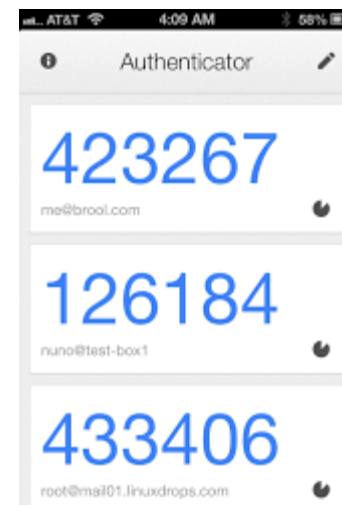 AT&T 4:09 AM 58%
Authenticator
423267
me@brool.com
126184
nuno@test-box1
433406
root@mail01.linuxdrops.com